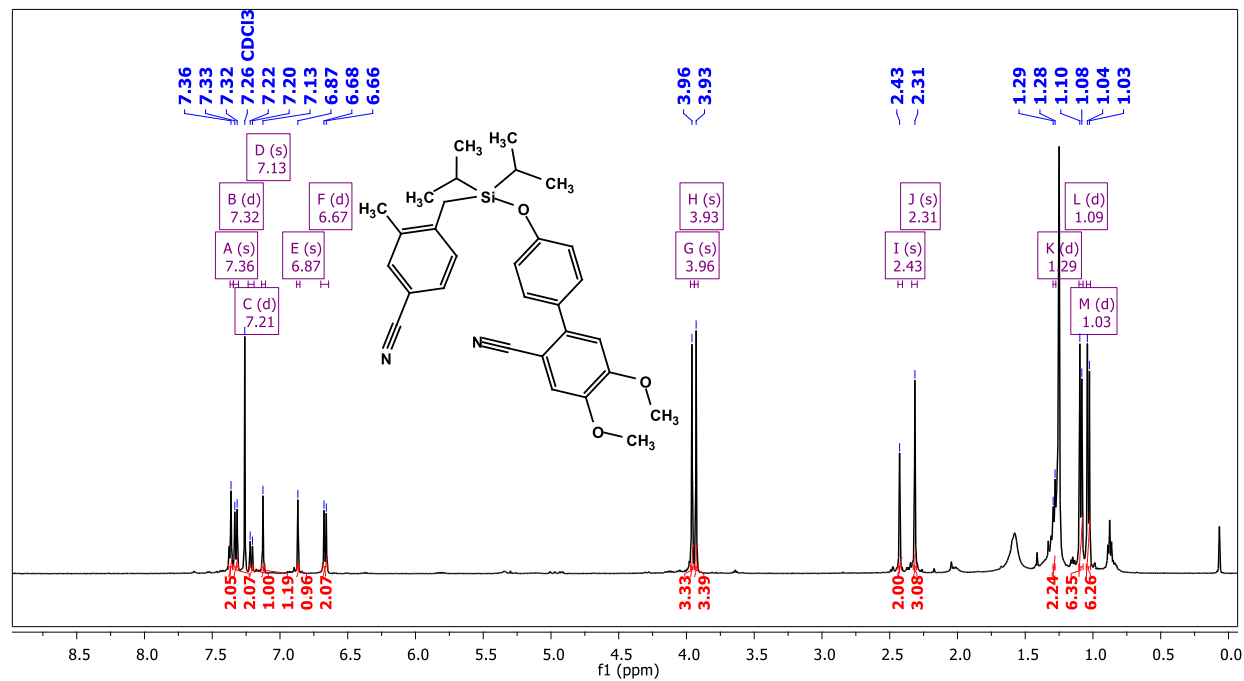 7.36
7.33
7.32
7.26 CDCl3
7.22
7.20
7.13
6.87
6.68
6.66
3.96
3.93
2.43
2.31
1.29
1.28
1.10
1.08
1.04
1.03
D (s)
7.13
B (d)
7.32
F (d)
6.67
H (s)
3.93
J (s)
2.31
L (d)
1.09
A (s)
7.36
E (s)
6.87
G (s)
3.96
I (s)
2.43
K (d)
1.29
C (d)
7.21
M (d)
1.03
CH3
H3C
H3C
CH3
Si
H3C
O
N
N
O
CH3
O
CH3
2.05
2.07
1.00
1.19
0.96
2.07
3.33
3.39
2.00
3.08
2.24
6.35
6.26
8.5
8.0
7.5
7.0
6.5
6.0
5.5
5.0
4.5
4.0
3.5
3.0
2.5
2.0
1.5
1.0
0.5
0.0
f1 (ppm)